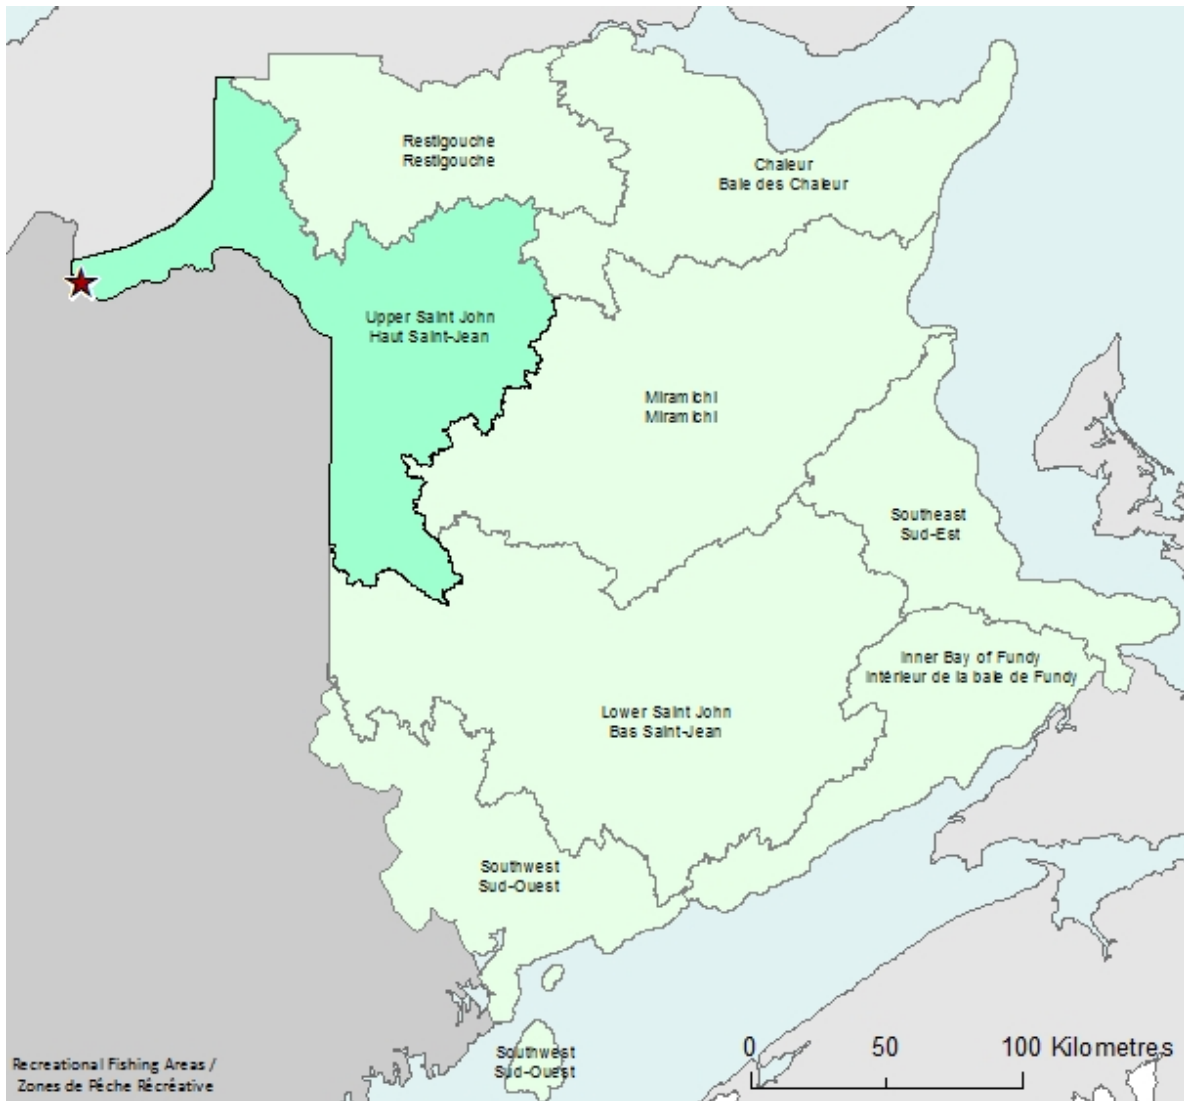 Restigouche
Restigouche
Chaleur
Baie des Chaleur
Upper Saint John
Haut Saint-Jean
Miramichi
Miramichi
Southeast
Sud-Est
Inner Bay of Fundy
Intérieur de la baie de Fundy
Lower Saint John
Bas Saint-Jean
Southwest
Sud-Ouest
Southwest
Sud-Ouest
0 50 100 Kilometres
Recreational Fishing Areas /
Zones de Pêche Récréative